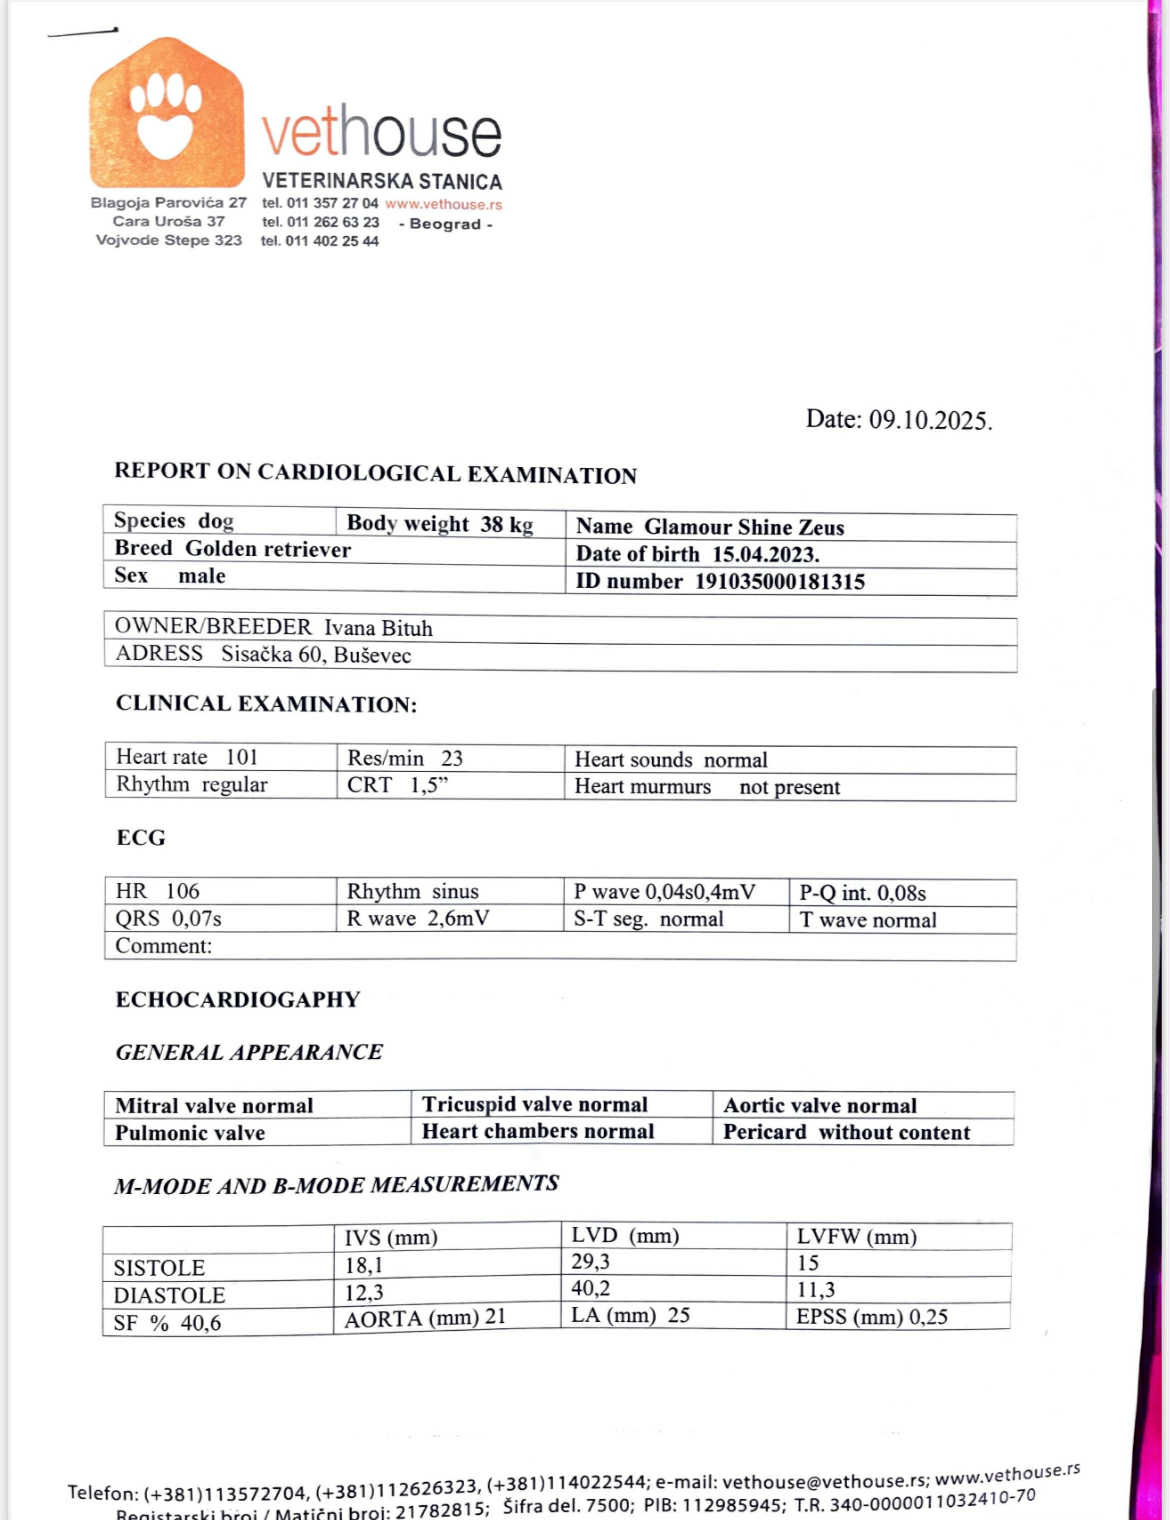 vethouse
VETERINARSKA STANICA
Blagoja Parovića 27 tel. 011 357 27 04 www.vethouse.rs
Cara Uroša 37 tel. 011 262 63 23 - Beograd -
Vojvode Stepe 323 tel. 011 402 25 44
Date: 09.10.2025.
REPORT ON CARDIOLOGICAL EXAMINATION
Species dog Body weight 38 kg Name Glamour Shine Zeus
Breed Golden retriever Date of birth 15.04.2023.
Sex male ID number 191035000181315
OWNER/BREEDER Ivana Bituh
ADRESS Sisačka 60, Buševec
CLINICAL EXAMINATION:
Heart rate 101 Res/min 23 Heart sounds normal
Rhythm regular CRT 1,5” Heart murmurs not present
ECG
HR 106 Rhythm sinus P wave 0,04s0,4mV P-Q int. 0,08s
QRS 0,07s R wave 2,6mV S-T seg. normal T wave normal
Comment:
ECHOCARDIOGAPHY
GENERAL APPEARANCE
Mitral valve normal Tricuspid valve normal Aortic valve normal
Pulmonic valve Heart chambers normal Pericard without content
M-MODE AND B-MODE MEASUREMENTS
IVS (mm) LVD (mm) LVFW (mm)
SISTOLE 18,1 29,3 15
DIASTOLE 12,3 40,2 11,3
SF % 40,6 AORTA (mm) 21 LA (mm) 25 EPSS (mm) 0,25
Telefon: (+381)113572704, (+381)112626323, (+381)114022544; e-mail: vethouse@vethouse.rs; www.vethouse.rs
Registarski broj / Matični broj: 21782815; Šifra del. 7500; PIB: 112985945; T.R. 340-0000011032410-70